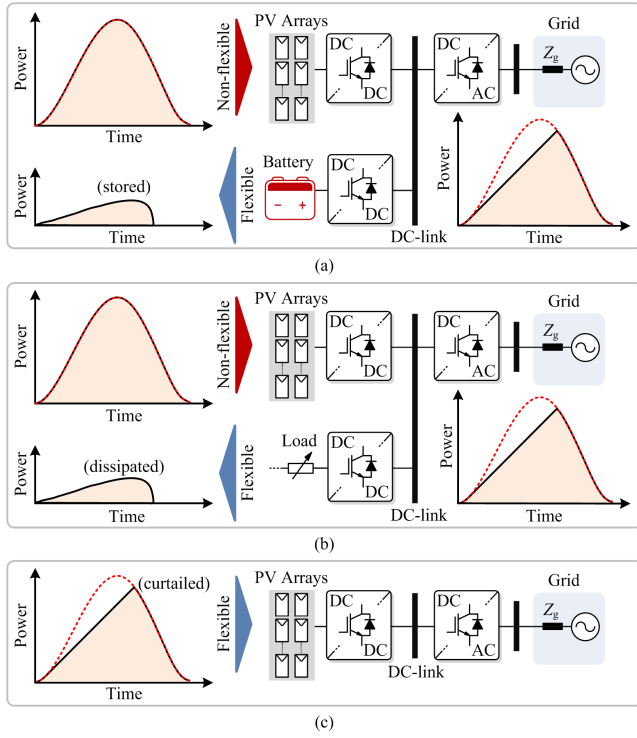 Power
Time
Non-flexible
PV Arrays
DC
DC
DC
AC
Grid
Zg
(stored)
Power
Time
Flexible
Battery
− +
DC
DC
DC-link
Power
Time
(a)
Power
Time
Non-flexible
PV Arrays
DC
DC
DC
AC
Grid
Zg
(dissipated)
Power
Time
Flexible
Load
DC
DC
DC-link
Power
Time
(b)
Power
(curtailed)
Time
Flexible
PV Arrays
DC
DC
DC-link
DC
AC
Grid
Zg
(c)